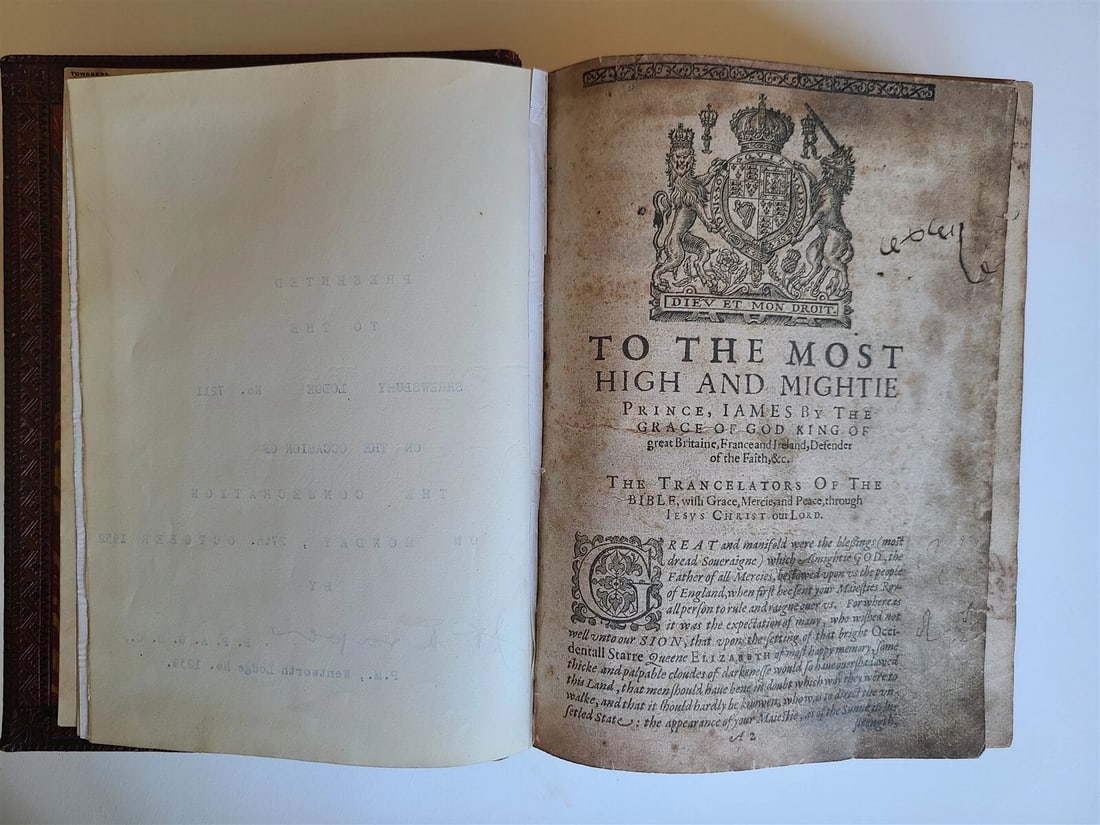 PRESENTED
TO THE
SHREWSBURY LODGE No. 7211
ON THE OCCASION OF
THE CONSECRATION
ON MONDAY, 27th. OCTOBER 1952
BY
P.M., Wentworth Lodge No. 1239.
DIEV ET MON DROIT.
TO THE MOST
HIGH AND MIGHTIE
PRINCE, IAMES BY THE
GRACE OF GOD KING OF
great Britaine, France and Ireland, Defender
of the Faith, &c.
THE TRANCELATORS OF THE
BIBLE, wiſh Grace, Mercie, and Peace, through
IESVS CHRIST our LORD.
GREAT and manifold were the bleſsings (moſt
dread Soueraigne) which Almightie GOD, the
Father of all Mercies, beſtowed vpon vs the people
of England, when firſt hee ſent your Maieſties Roy-
all perſon to rule and raigne ouer vs. For whereas
it was the expectation of many, who wiſhed not
well vnto our SION, that vpon the ſetting of that bright Occi-
dentall Starre Queene ELIZABETH of moſt happy memory, ſome
thicke and palpable cloudes of darkeneſſe would ſo haue ouerſhadowed
this Land, that men ſhould haue bene in doubt which way they were to
walke, and that it ſhould hardly be knowen, who was to direct the vn-
ſetled State: the appearance of your Maieſtie, as of the Sunne in his
ſtrength,
A 2